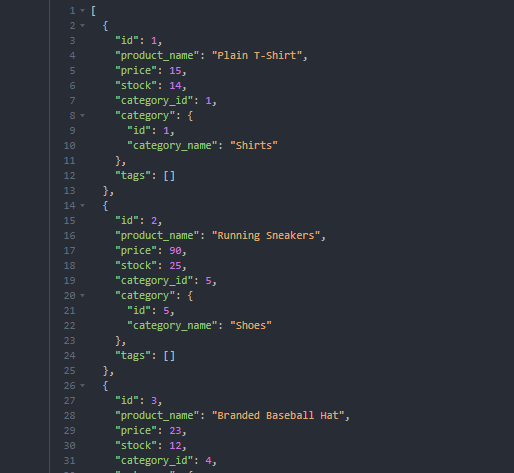 1 [
2 {
3 "id": 1,
4 "product_name": "Plain T-Shirt",
5 "price": 15,
6 "stock": 14,
7 "category_id": 1,
8 "category": {
9 "id": 1,
10 "category_name": "Shirts"
11 },
12 "tags": []
13 },
14 {
15 "id": 2,
16 "product_name": "Running Sneakers",
17 "price": 90,
18 "stock": 25,
19 "category_id": 5,
20 "category": {
21 "id": 5,
22 "category_name": "Shoes"
23 },
24 "tags": []
25 },
26 {
27 "id": 3,
28 "product_name": "Branded Baseball Hat",
29 "price": 23,
30 "stock": 12,
31 "category_id": 4,